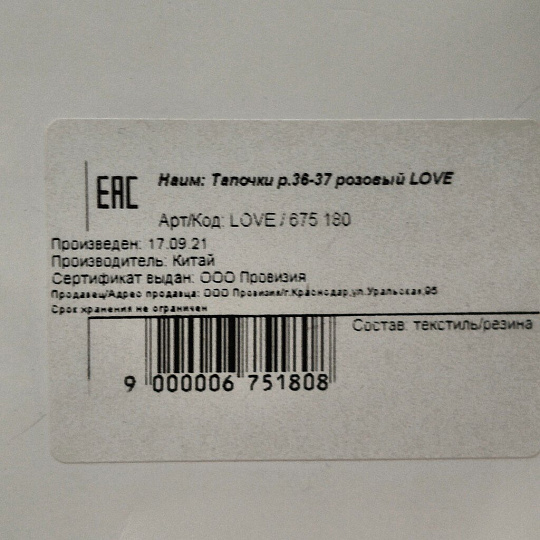 EAC
Наим: Тапочки р.36-37 розовый LOVE
Арт/Код: LOVE / 675 180
Произведен: 17.09.21
Производитель: Китай
Сертификат выдан: ООО Провизия
Продавец/Адрес продавца: ООО Провизия/г.Краснодар,ул.Уральская,95
Срок хранения не ограничен
Состав: текстиль/резина
9 000006 751808